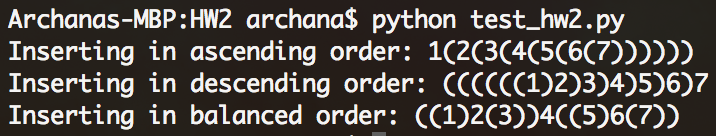 Archanas-MBP:HW2 archana$ python test_hw2.py
Inserting in ascending order: 1(2(3(4(5(6(7))))))
Inserting in descending order: ((((((1)2)3)4)5)6)7
Inserting in balanced order: ((1)2(3))4((5)6(7))